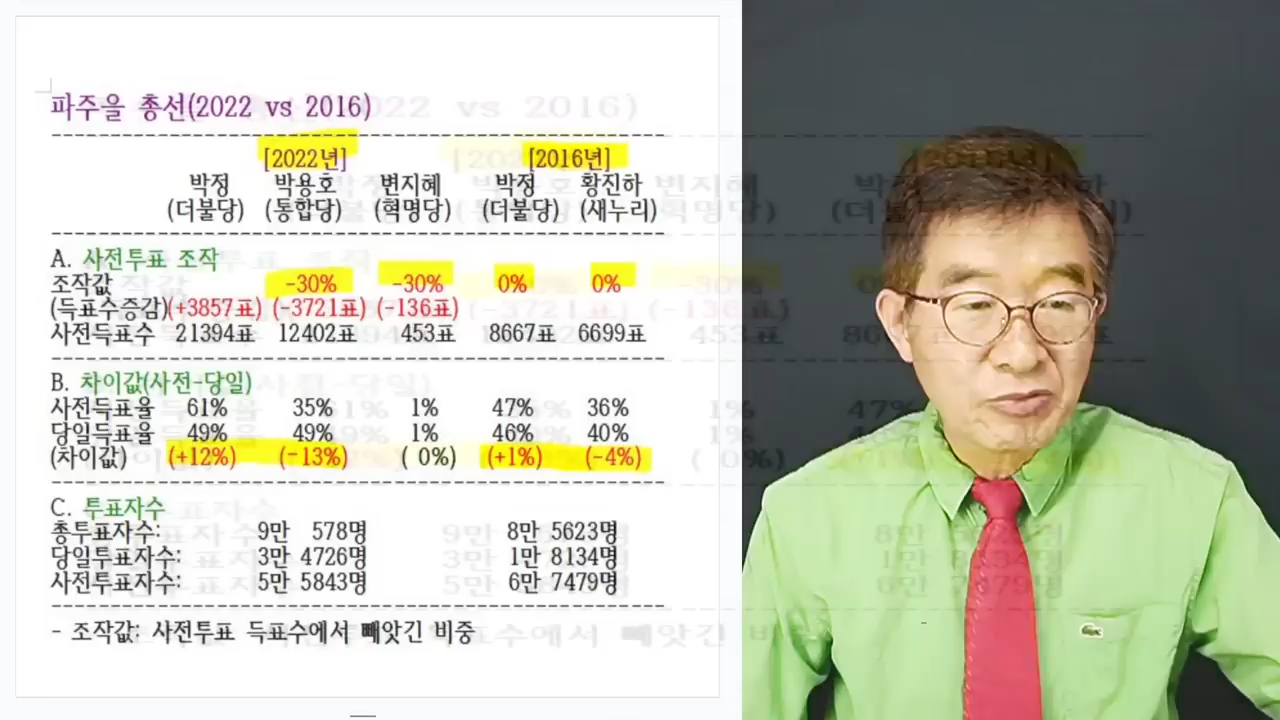 파주을 총선(2022 vs 2016)
[2022년] [2016년]
박정 박용호 변지혜 박정 황진하
(더불당) (통합당) (혁명당) (더불당) (새누리)
A. 사전투표 조작
조작값 -30% -30% 0% 0%
(득표수증감)(+3857표) (-3721표) (-136표)
사전득표수 21394표 12402표 453표 8667표 6699표
B. 차이값(사전-당일)
사전득표율 61% 35% 1% 47% 36%
당일득표율 49% 49% 1% 46% 40%
(차이값) (+12%) (-13%) ( 0%) (+1%) (-4%)
C. 투표자수
총투표자수: 9만 578명 8만 5623명
당일투표자수: 3만 4726명 1만 8134명
사전투표자수: 5만 5843명 6만 7479명
- 조작값: 사전투표 득표수에서 빼앗긴 비중